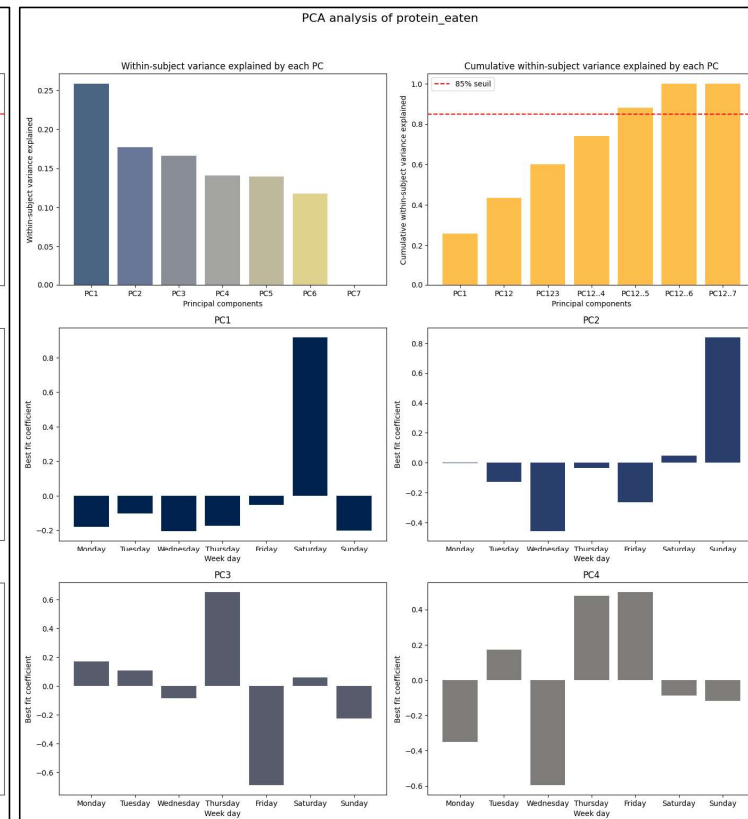 PCA analysis of protein_eaten
Within-subject variance explained by each PC
Within-subject variance explained
0.25
0.20
0.15
0.10
0.05
0.00
PC1 PC2 PC3 PC4 PC5 PC6 PC7
Principal components
Cumulative within-subject variance explained by each PC
Cumulative within-subject variance explained
85% seuil
1.0
0.8
0.6
0.4
0.2
0.0
PC1 PC12 PC123 PC12..4 PC12..5 PC12..6 PC12..7
Principal components
PC1
Best fit coefficient
0.8
0.6
0.4
0.2
0.0
−0.2
Monday Tuesday Wednesday Thursday Friday Saturday Sunday
Week day
PC2
Best fit coefficient
0.8
0.6
0.4
0.2
0.0
−0.2
−0.4
Monday Tuesday Wednesday Thursday Friday Saturday Sunday
Week day
PC3
Best fit coefficient
0.6
0.4
0.2
0.0
−0.2
−0.4
−0.6
Monday Tuesday Wednesday Thursday Friday Saturday Sunday
Week day
PC4
Best fit coefficient
0.4
0.2
0.0
−0.2
−0.4
−0.6
Monday Tuesday Wednesday Thursday Friday Saturday Sunday
Week day